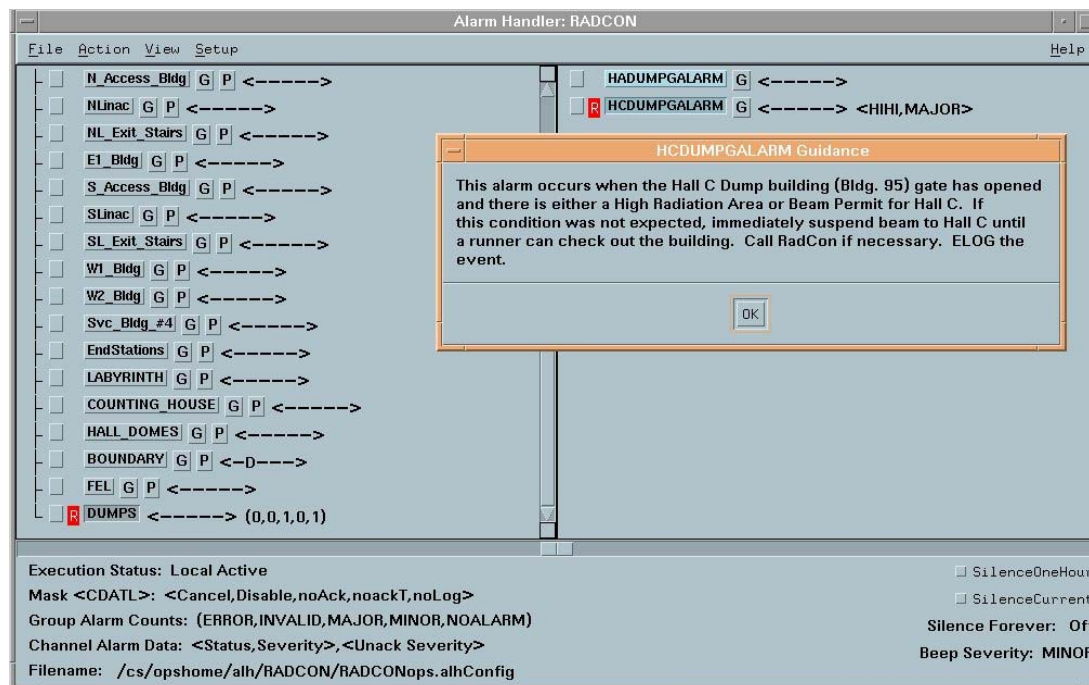 Alarm Handler: RADCON
File Action View Setup Help
N_Access_Bldg G P <------>
NLinac G P <------>
NL_Exit_Stairs G P <------>
E1_Bldg G P <------>
S_Access_Bldg G P <------>
SLinac G P <------>
SL_Exit_Stairs G P <------>
W1_Bldg G P <------>
W2_Bldg G P <------>
Svc_Bldg_#4 G P <------>
EndStations G P <------>
LABYRINTH G P <------>
COUNTING_HOUSE G P <------>
HALL_DOMES G P <------>
BOUNDARY G P <-D---->
FEL G P <------>
R DUMPS <------> (0,0,1,0,1)
HADUMPGALARM G <------>
R HCDUMPGALARM G <------> <HIHI,MAJOR>
HCDUMPGALARM Guidance
This alarm occurs when the Hall C Dump building (Bldg. 95) gate has opened
and there is either a High Radiation Area or Beam Permit for Hall C. If
this condition was not expected, immediately suspend beam to Hall C until
a runner can check out the building. Call RadCon if necessary. ELOG the
event.
OK
Execution Status: Local Active
Mask <CDATL>: <Cancel,Disable,noAck,noackT,noLog>
Group Alarm Counts: (ERROR,INVALID,MAJOR,MINOR,NOALARM)
Channel Alarm Data: <Status,Severity>,<Unack Severity>
Filename: /cs/opshome/alh/RADCON/RADCONops.alhConfig
SilenceOneHour
SilenceCurrent
Silence Forever: Of
Beep Severity: MINOR